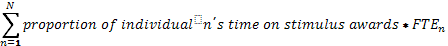 N
∑ proportion of individual n's time on stimulus awards * FTEₙ
n=1